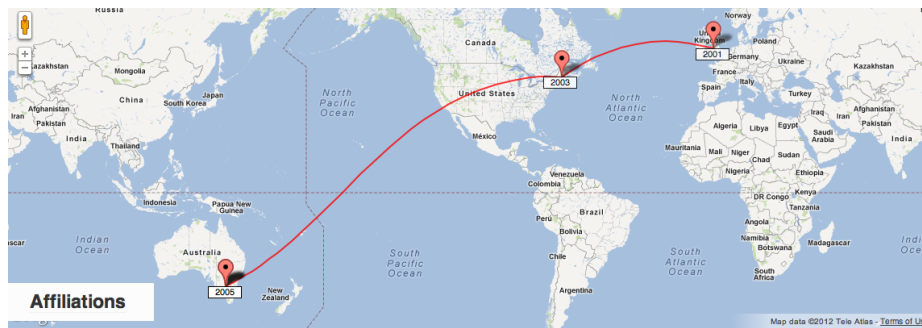 Russia
Norway
United Kingdom
Canada
Poland
2001
Germany
Kazakhstan
Ukraine
Kazakhstan
Mongolia
France
2003
Italy
Spain
Japan
United States
Turkey
China
South Korea
North Pacific Ocean
North Atlantic Ocean
Afghanistan
Iraq
Afghanistan
Iran
Pakistan
Algeria
Libya
Egypt
Iran
Pakistan
India
México
Saudi Arabia
India
Thailand
Mauritania
Mali
Niger
Sudan
Chad
Venezuela
Nigeria
Ethiopia
Colombia
Kenya
Indonesia
Papua New Guinea
DR Congo
Tanzania
Perú
Brazil
Angola
Bolivia
Namibia
Madagascar
Botswana
Indian Ocean
Australia
South Pacific Ocean
South Atlantic Ocean
Indian Ocean
Chile
South Africa
2005
New Zealand
Argentina
Affiliations
Map data ©2012 Tele Atlas - Terms of U